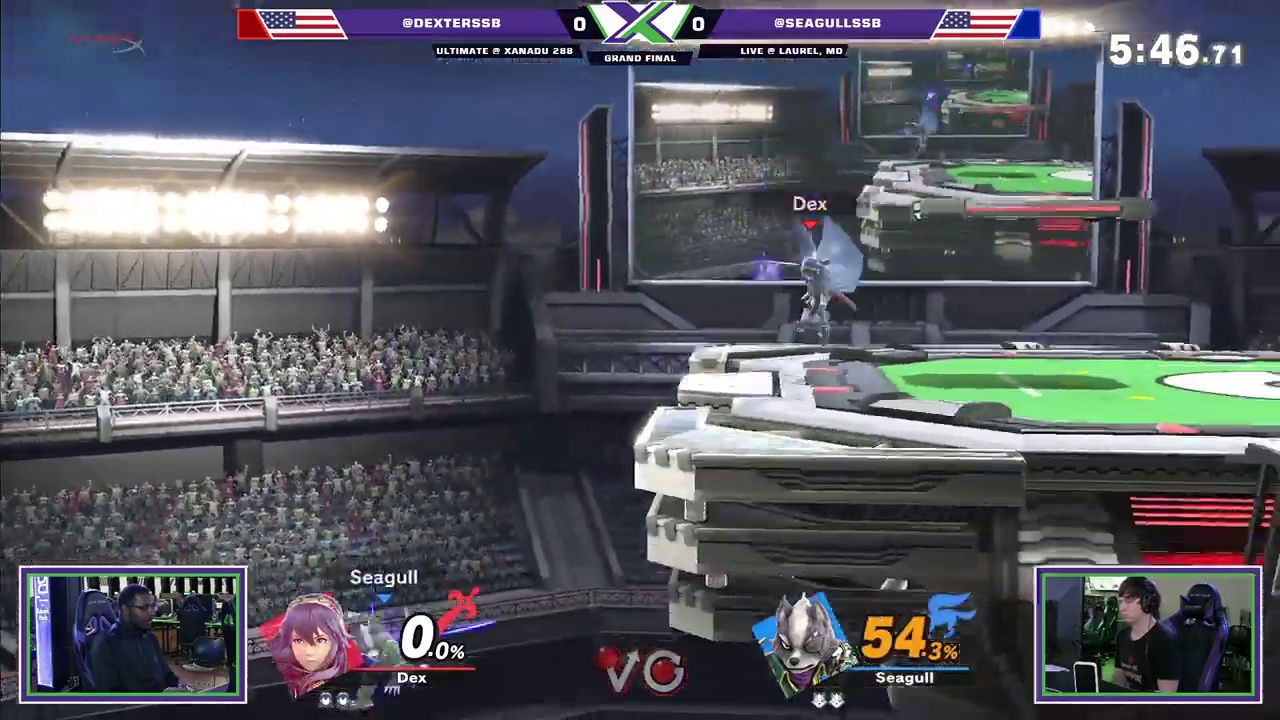 @DEXTERSSB
0
0
@SEAGULLSSB
ULTIMATE @ XANADU 288
LIVE @ LAUREL, MD
GRAND FINAL
5:46.71
Dex
Seagull
0.0%
Dex
54.3%
Seagull